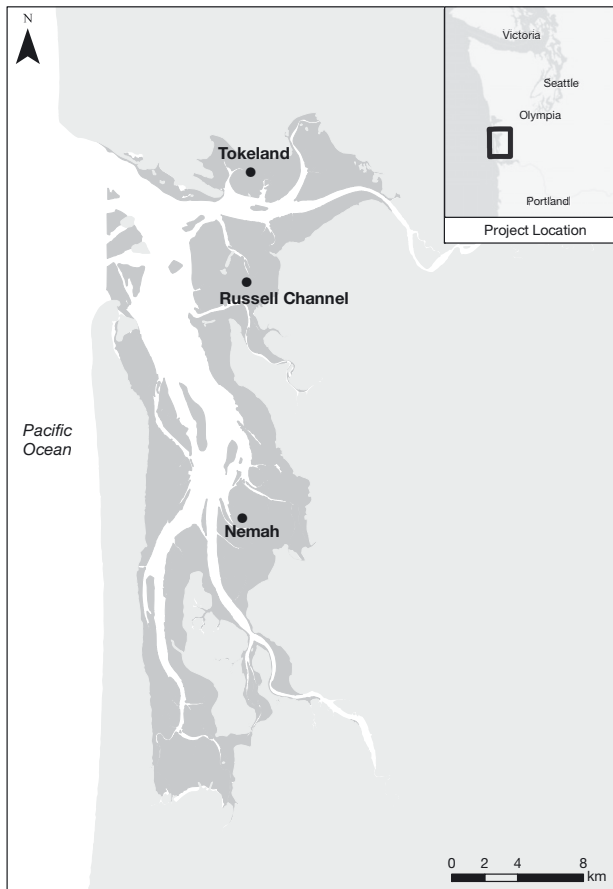 N
Victoria
Seattle
Olympia
Portland
Project Location
Tokeland
Russell Channel
Pacific
Ocean
Nemah
0 2 4 8
km